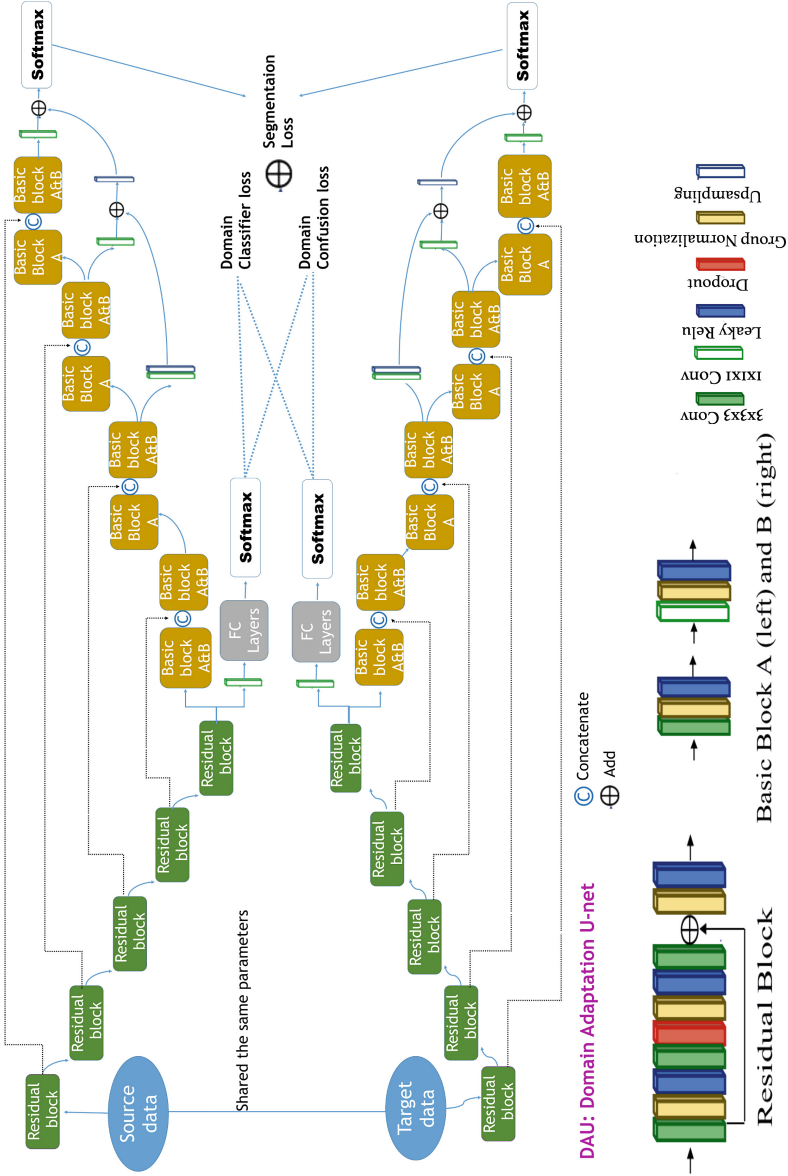 Residual
block
Residual
block
Residual
block
Residual
block
Residual
block
Basic
block
A&B
C
Basic
block
A&B
Basic
Block
A
C
Basic
block
A&B
Basic
Block
A
C
Basic
block
A&B
Basic
Block
A
C
Basic
block
A&B
Softmax
Source
data
FC
Layers
Softmax
Domain
Classifier loss
Segmentaion
Loss
Shared the same parameters
FC
Layers
Softmax
Domain
Confusion loss
Target
data
Residual
block
Residual
block
Residual
block
Residual
block
Residual
block
Basic
block
A&B
C
Basic
block
A&B
Basic
Block
A
C
Basic
block
A&B
Basic
Block
A
C
Basic
block
A&B
Basic
Block
A
C
Basic
block
A&B
Softmax
DAU: Domain Adaptation U-net
C Concatenate
Add
Residual Block
Basic Block A (left) and B (right)
3x3x3 Conv
1x1x1 Conv
Leaky Relu
Dropout
Group Normalization
Upsampling